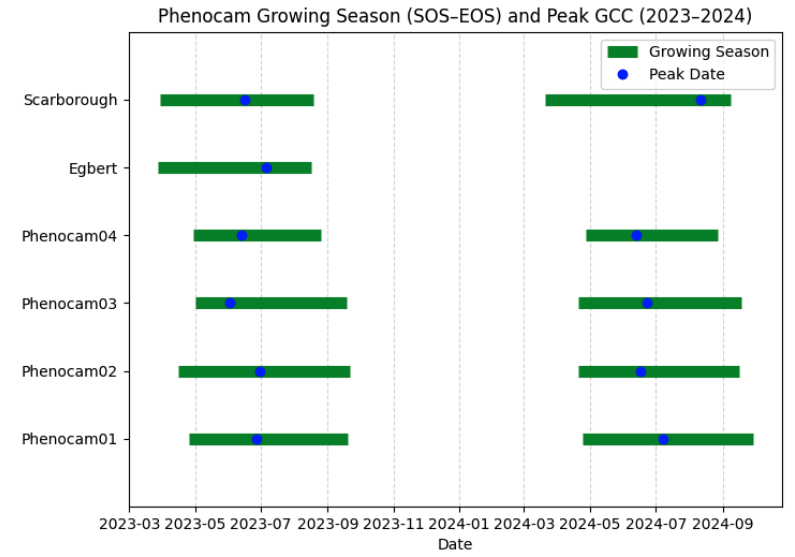 Phenocam Growing Season (SOS–EOS) and Peak GCC (2023–2024)
Growing Season
Peak Date
Scarborough
Egbert
Phenocam04
Phenocam03
Phenocam02
Phenocam01
2023-03 2023-05 2023-07 2023-09 2023-11 2024-01 2024-03 2024-05 2024-07 2024-09
Date